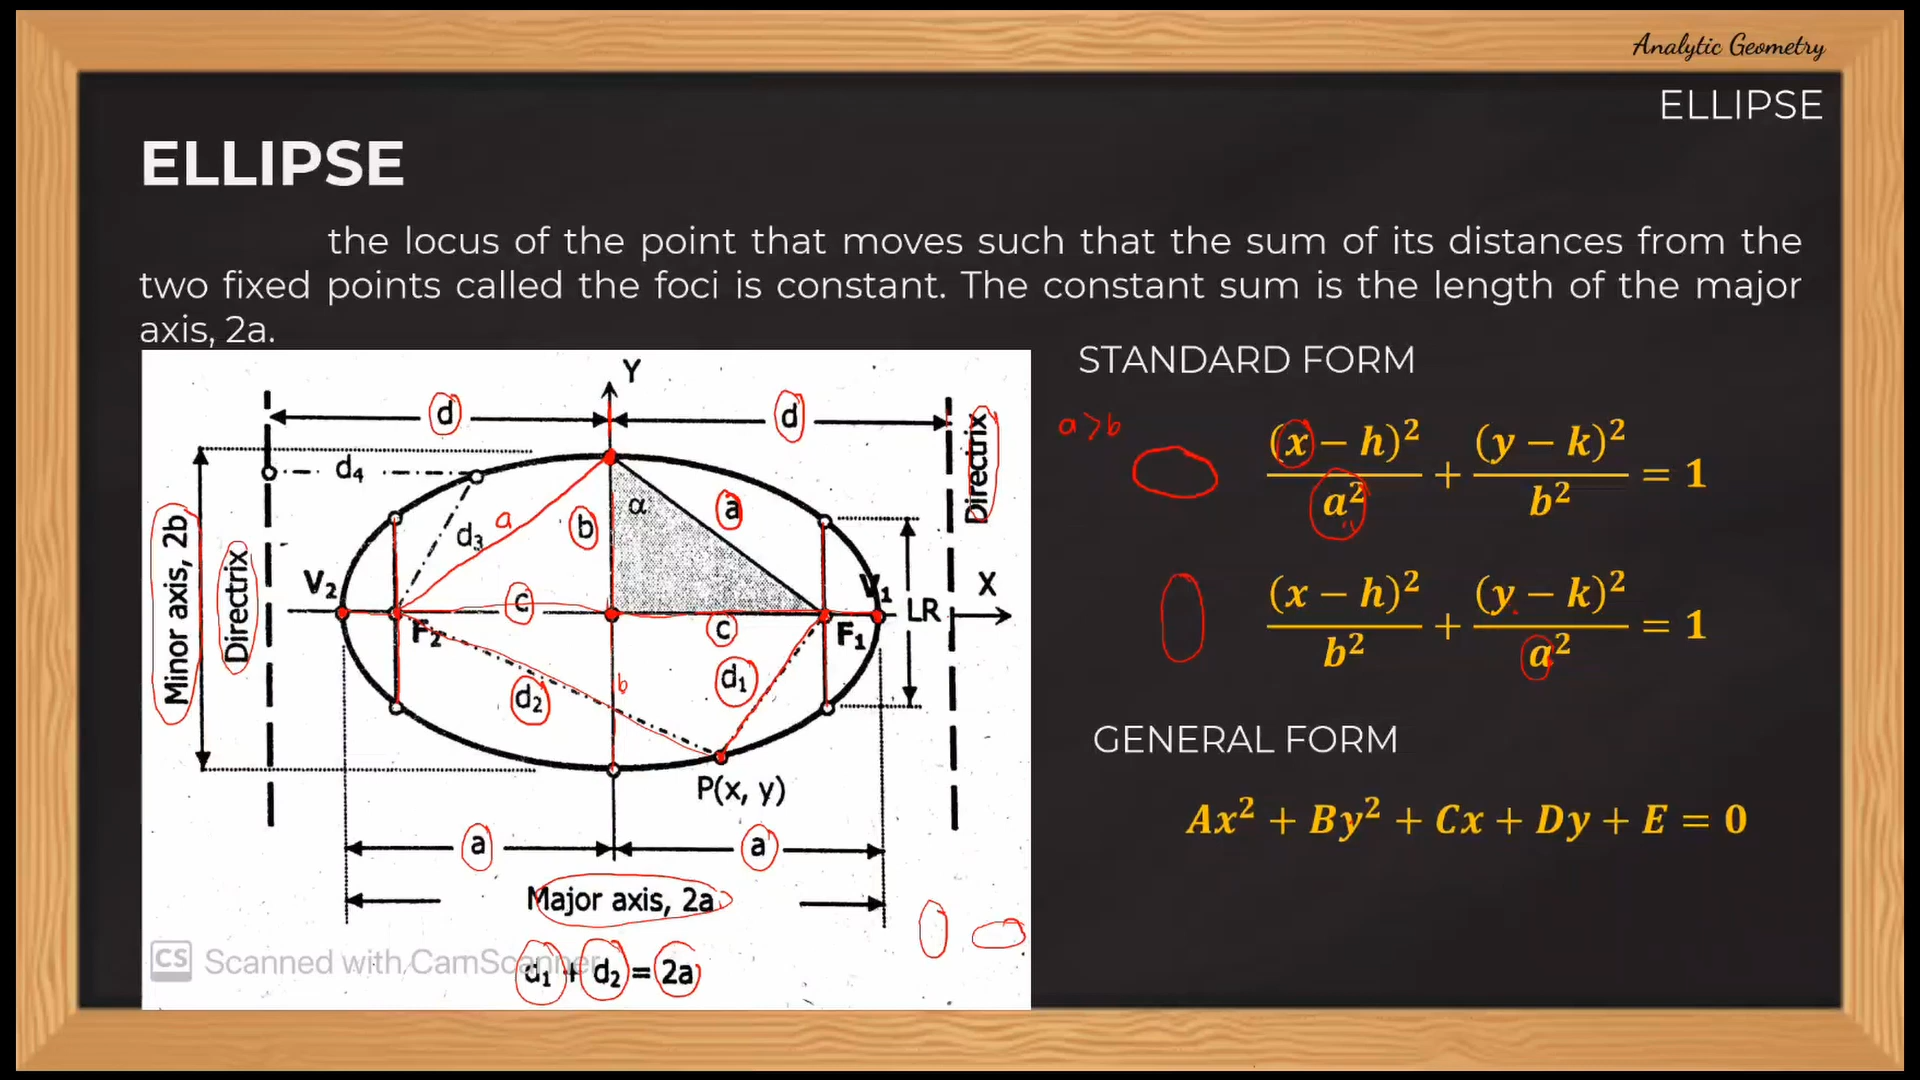 Analytic Geometry
ELLIPSE
ELLIPSE
the locus of the point that moves such that the sum of its distances from the
two fixed points called the foci is constant. The constant sum is the length of the major
axis, 2a.
STANDARD FORM
a > b
(x − h)² / a² + (y − k)² / b² = 1
(x − h)² / b² + (y − k)² / a² = 1
GENERAL FORM
Ax² + By² + Cx + Dy + E = 0
Y
d
d
Directrix
d₄
α
a
a
b
d₃
Minor axis, 2b
Directrix
V₂
V₁
X
c
c
LR
F₂
F₁
d₂
b
d₁
P(x, y)
a
a
Major axis, 2a
CS Scanned with CamScanner
d₁ + d₂ = 2a